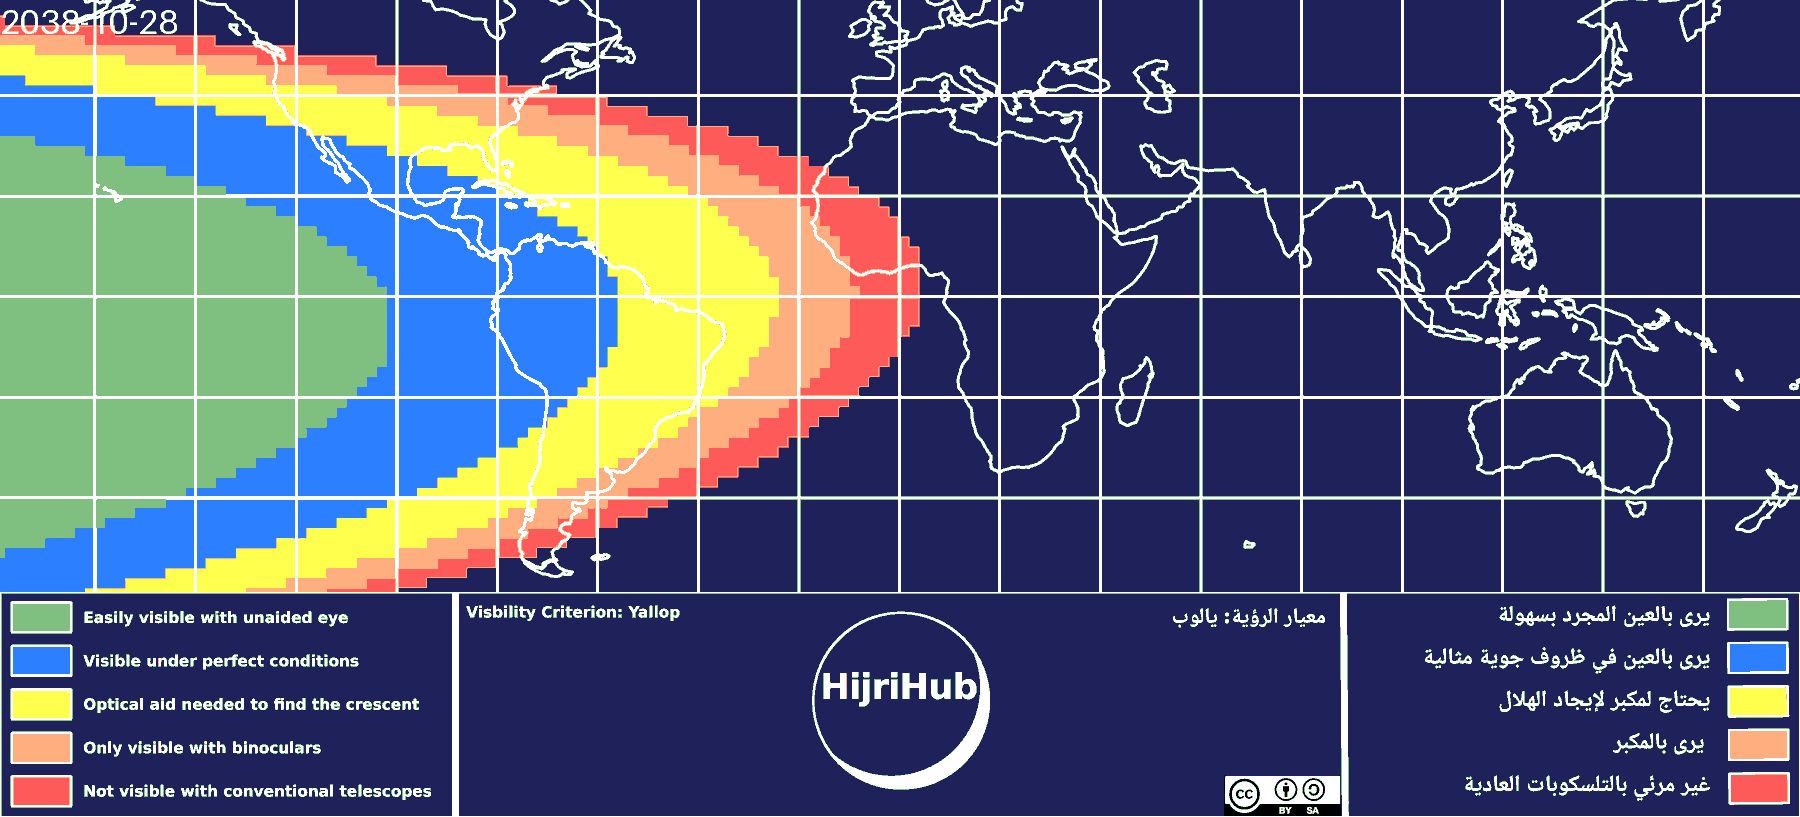 2038-10-28
Easily visible with unaided eye
Visible under perfect conditions
Optical aid needed to find the crescent
Only visible with binoculars
Not visible with conventional telescopes
Visbility Criterion: Yallop
معيار الرؤية: يالوب
HijriHub
cc
BY SA
يرى بالعين المجرد بسهولة
يرى بالعين في ظروف جوية مثالية
يحتاج لمكبر لإيجاد الهلال
يرى بالمكبر
غير مرئي بالتلسكوبات العادية